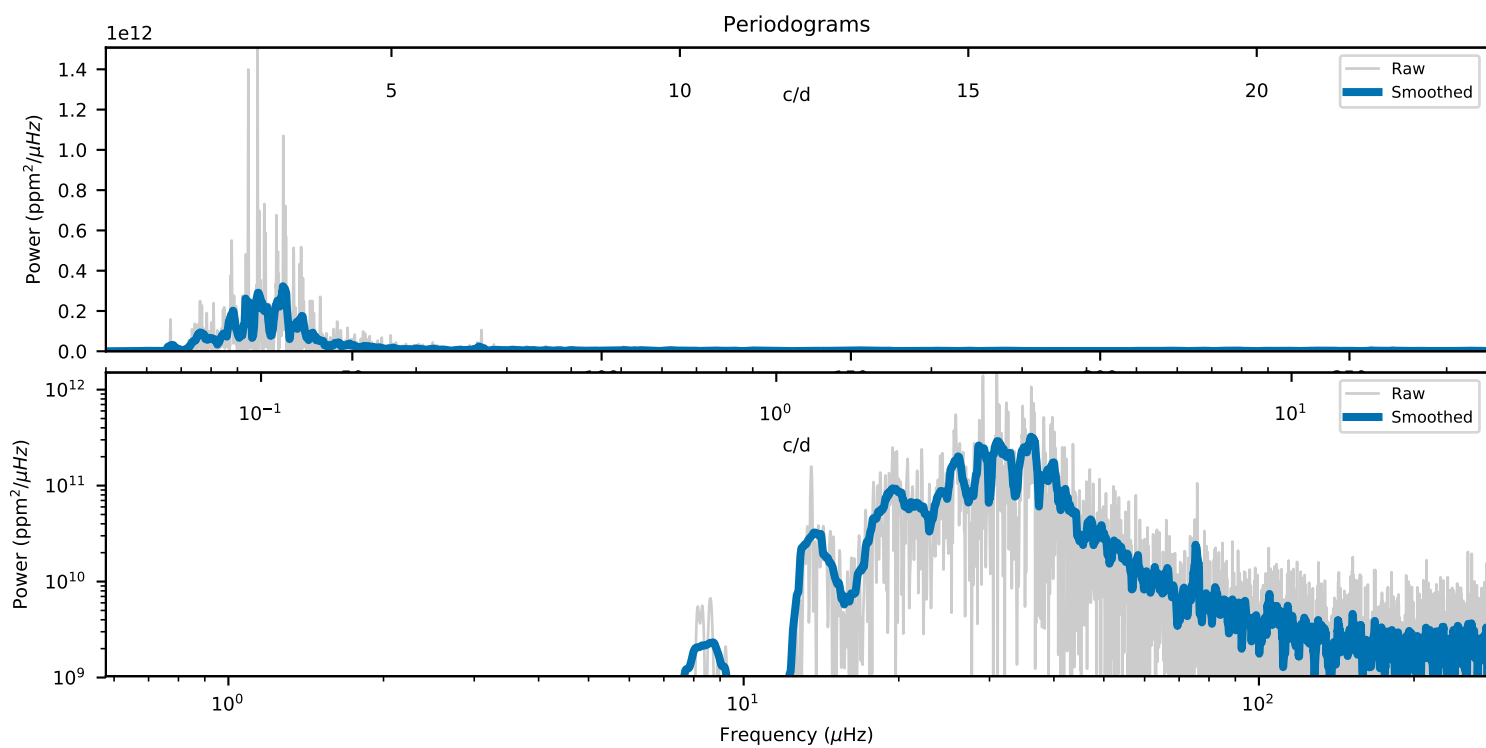 Periodograms
1e12
1.4
1.2
1.0
0.8
0.6
0.4
0.2
0.0
Power (ppm²/μHz)
5 10 15 20
c/d
Raw
Smoothed
10⁻¹ 10⁰ 10¹
c/d
Raw
Smoothed
10¹²
10¹¹
10¹⁰
10⁹
Power (ppm²/μHz)
10⁰ 10¹ 10²
Frequency (μHz)